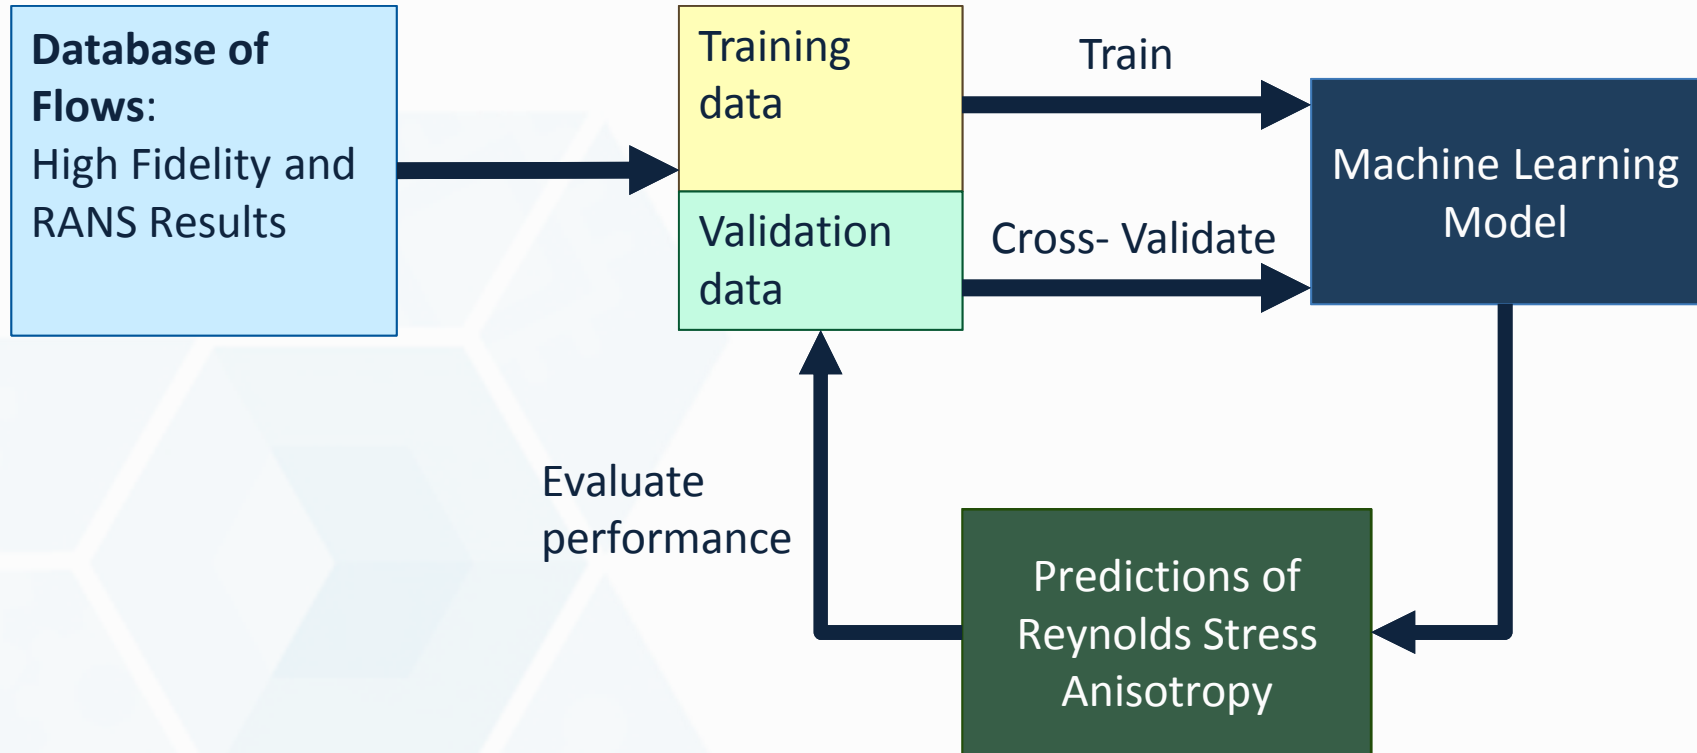 Database of
Flows:
High Fidelity and
RANS Results
Training
data
Validation
data
Train
Cross- Validate
Machine Learning
Model
Evaluate
performance
Predictions of
Reynolds Stress
Anisotropy